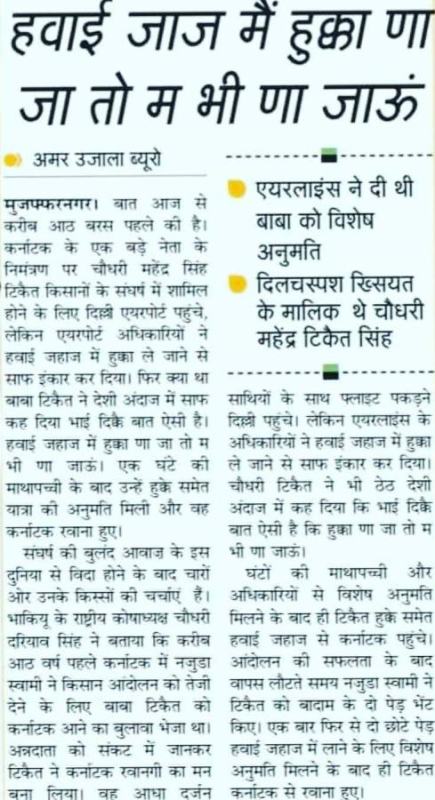 हवाई जाज मैं हुक्का णा
जा तो म भी णा जाऊं
अमर उजाला ब्यूरो
मुजफ्फरनगर। बात आज से
करीब आठ बरस पहले की है।
कर्नाटक के एक बड़े नेता के
निमंत्रण पर चौधरी महेंद्र सिंह
टिकैत किसानों के संघर्ष में शामिल
होने के लिए दिल्ली एयरपोर्ट पहुंचे,
लेकिन एयरपोर्ट अधिकारियों ने
हवाई जहाज में हुक्का ले जाने से
साफ इंकार कर दिया। फिर क्या था
बाबा टिकैत ने देशी अंदाज में साफ
कह दिया भाई दिकै बात ऐसी है।
हवाई जहाज में हुक्का णा जा तो म
भी णा जाऊं। एक घंटे की
माथापच्ची के बाद उन्हें हुक्के समेत
यात्रा की अनुमति मिली और वह
कर्नाटक रवाना हुए।
संघर्ष की बुलंद आवाज के इस
दुनिया से विदा होने के बाद चारों
ओर उनके किस्सों की चर्चाएं हैं।
भाकियू के राष्ट्रीय कोषाध्यक्ष चौधरी
दरियाव सिंह ने बताया कि करीब
आठ वर्ष पहले कर्नाटक में नजुडा
स्वामी ने किसान आंदोलन को तेजी
देने के लिए बाबा टिकैत को
कर्नाटक आने का बुलावा भेजा था।
अन्नदाता को संकट में जानकर
टिकैत ने कर्नाटक रवानगी का मन
बना लिया। वह आधा दर्जन
एयरलाइंस ने दी थी
बाबा को विशेष
अनुमति
दिलचस्पश ख्सियत
के मालिक थे चौधरी
महेंद्र टिकैत सिंह
साथियों के साथ फ्लाइट पकड़ने
दिल्ली पहुंचे। लेकिन एयरलाइंस के
अधिकारियों ने हवाई जहाज में हुक्का
ले जाने से साफ इंकार कर दिया।
चौधरी टिकैत ने भी ठेठ देशी
अंदाज में कह दिया कि भाई दिकै
बात ऐसी है कि हुक्का णा जा तो म
भी णा जाऊं।
घंटों की माथापच्ची और
अधिकारियों से विशेष अनुमति
मिलने के बाद ही टिकैत हुक्के समेत
हवाई जहाज से कर्नाटक पहुंचे।
आंदोलन की सफलता के बाद
वापस लौटते समय नजुडा स्वामी ने
टिकैत को बादाम के दो पेड़ भेंट
किए। एक बार फिर से दो छोटे पेड़
हवाई जहाज में लाने के लिए विशेष
अनुमति मिलने के बाद ही टिकैत
कर्नाटक से रवाना हुए।